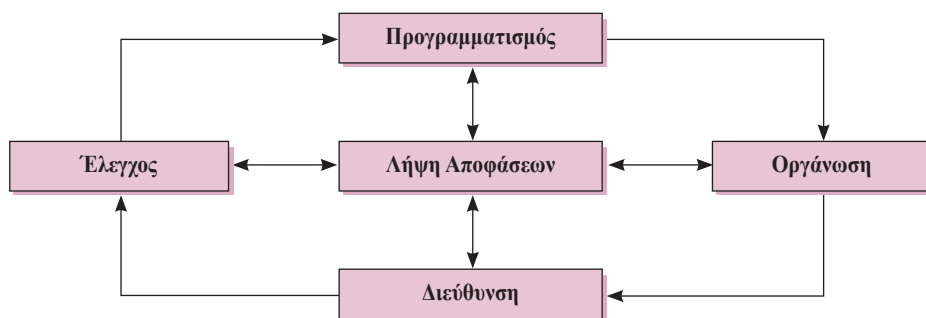 Προγραμματισμός
Έλεγχος
Λήψη Αποφάσεων
Οργάνωση
Διεύθυνση